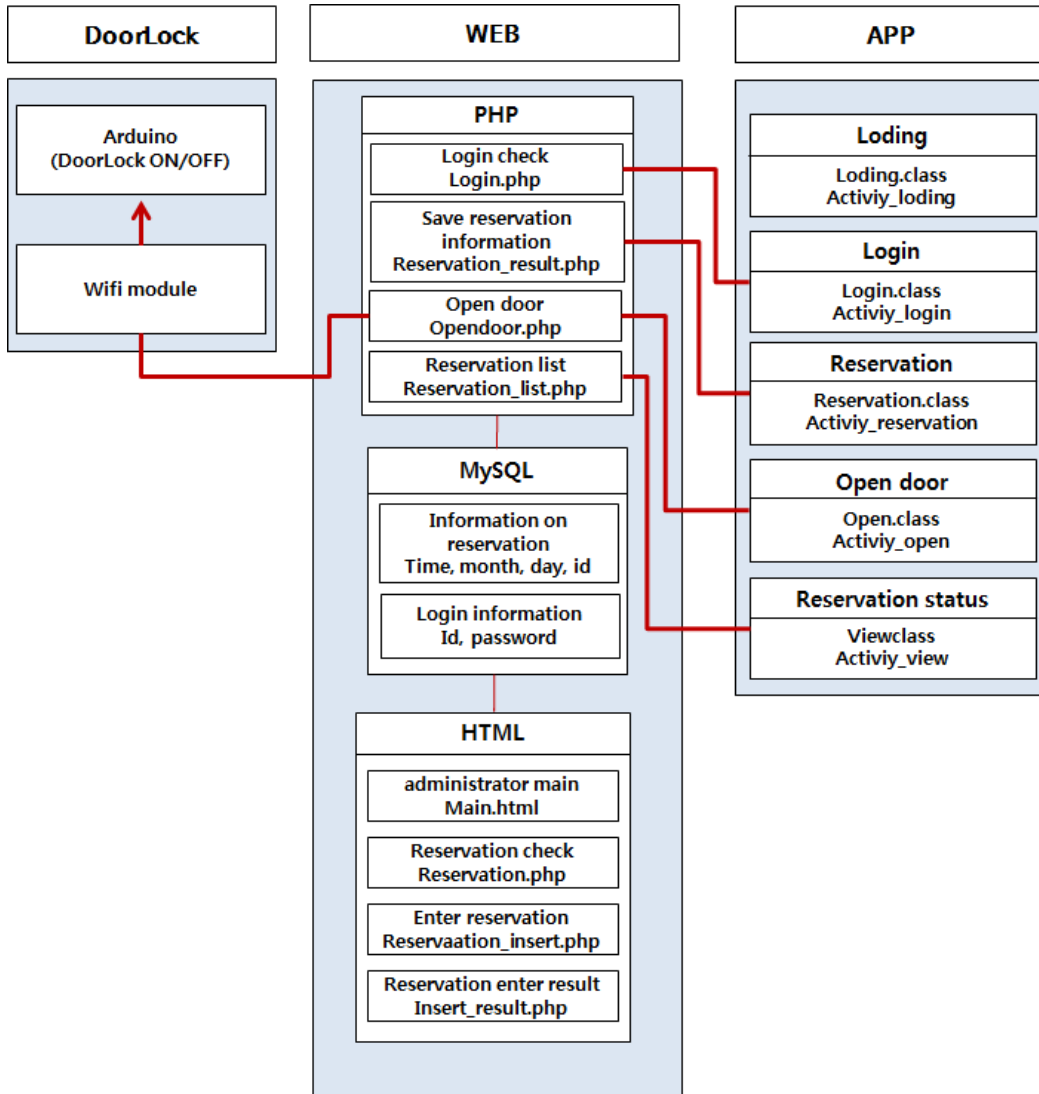 DoorLock
Arduino
(DoorLock ON/OFF)
Wifi module
WEB
PHP
Login check
Login.php
Save reservation
information
Reservation_result.php
Open door
Opendoor.php
Reservation list
Reservation_list.php
MySQL
Information on
reservation
Time, month, day, id
Login information
Id, password
HTML
administrator main
Main.html
Reservation check
Reservation.php
Enter reservation
Reservaation_insert.php
Reservation enter result
Insert_result.php
APP
Loding
Loding.class
Activiy_loding
Login
Login.class
Activiy_login
Reservation
Reservation.class
Activiy_reservation
Open door
Open.class
Activiy_open
Reservation status
Viewclass
Activiy_view